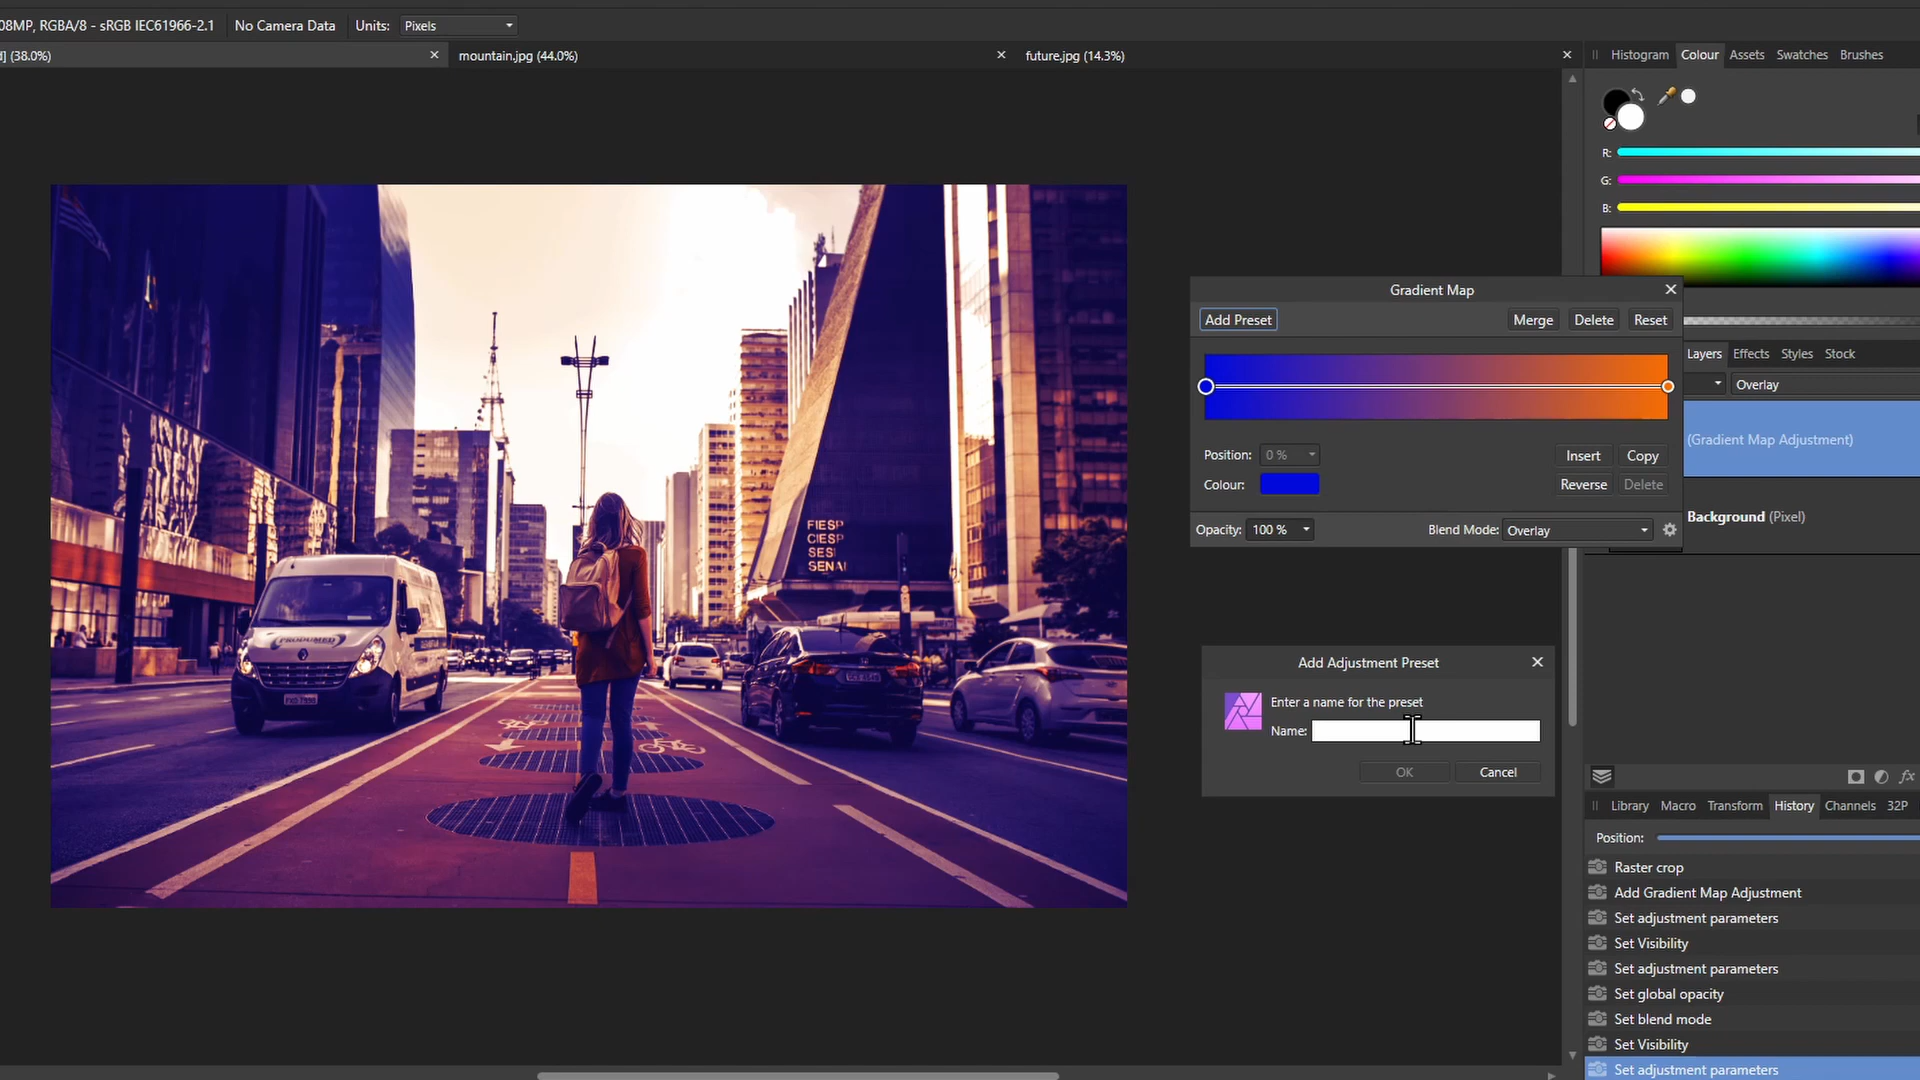 08MP, RGBA/8 - sRGB IEC61966-2.1 No Camera Data Units: Pixels
(38.0%) mountain.jpg (44.0%) future.jpg (14.3%)
Histogram Colour Assets Swatches Brushes
R:
G:
B:
Gradient Map
Add Preset Merge Delete Reset
Layers Effects Styles Stock
Overlay
(Gradient Map Adjustment)
Position: 0 % Insert Copy
Colour: Reverse Delete
Background (Pixel)
Opacity: 100 % Blend Mode: Overlay
FIESP
CIESP
SESI
SENAI
PRODUMED
Add Adjustment Preset
Enter a name for the preset
Name:
OK Cancel
fx
Library Macro Transform History Channels 32P
Position:
Raster crop
Add Gradient Map Adjustment
Set adjustment parameters
Set Visibility
Set adjustment parameters
Set global opacity
Set blend mode
Set Visibility
Set adjustment parameters